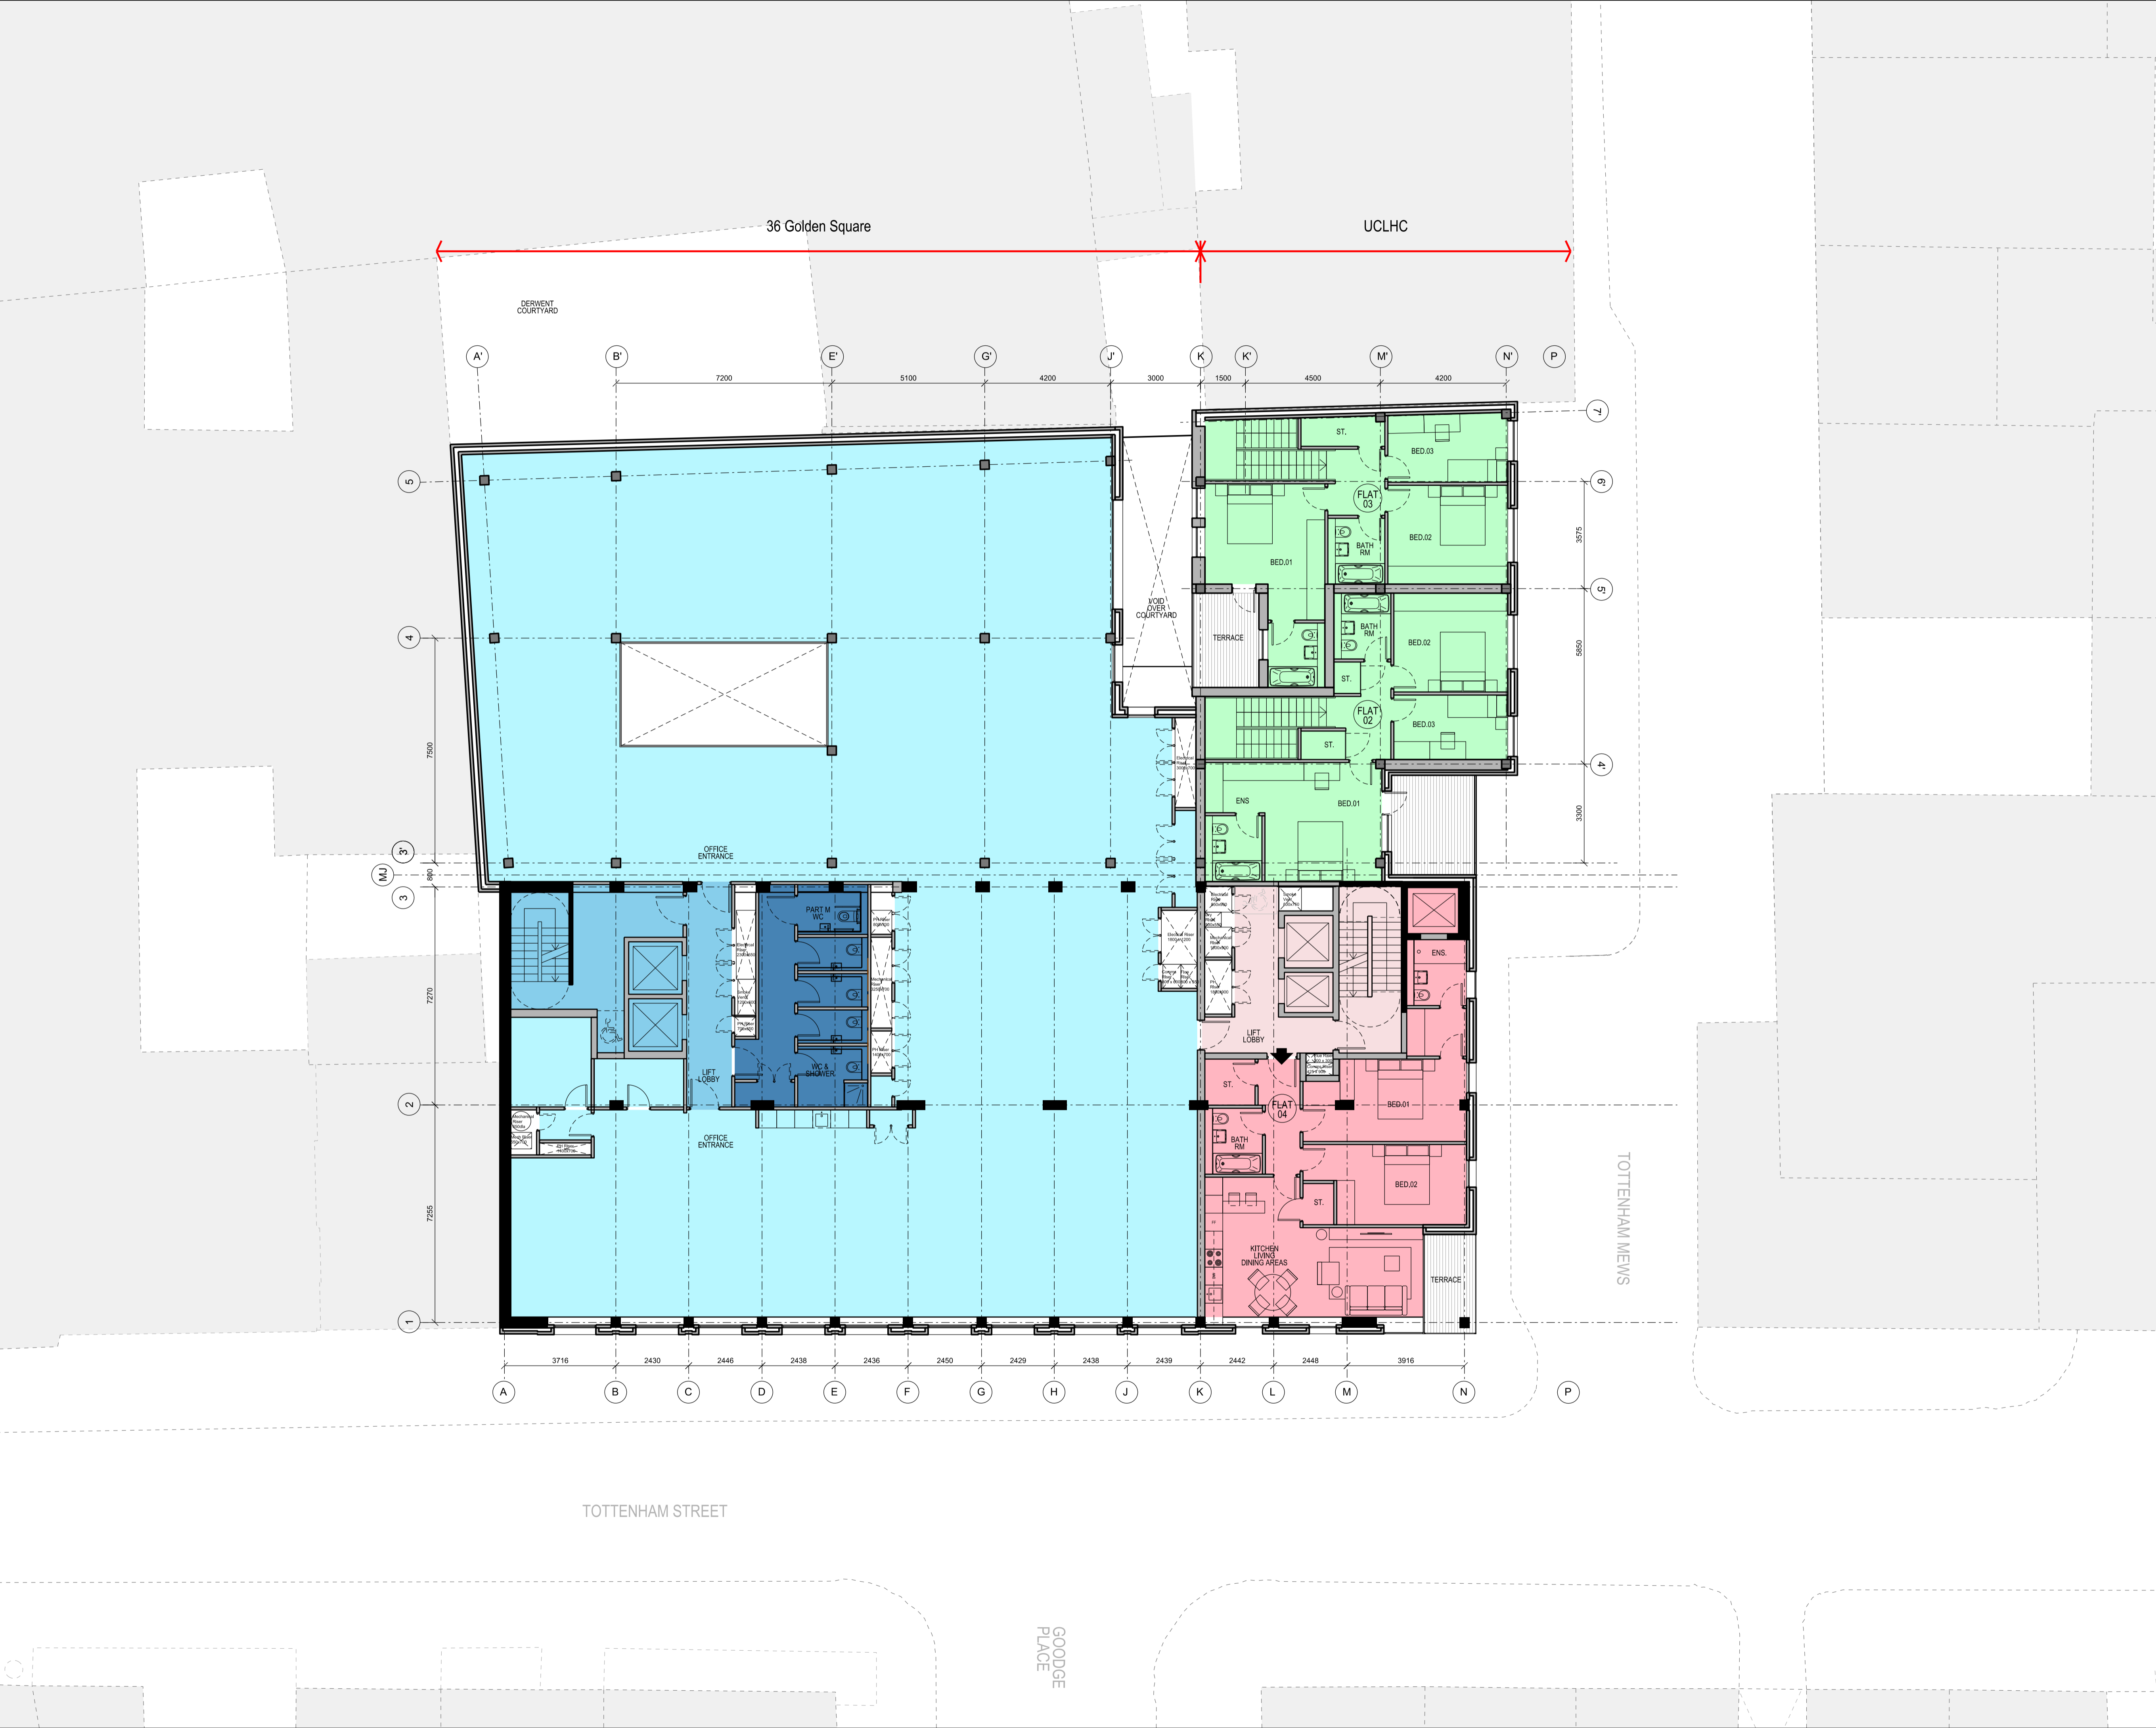 36 Golden Square
UCLHC
DERWENT
COURTYARD
A'
B'
E'
G'
J'
K
K'
M'
N'
P
7200
5100
4200
3000
1500
4500
4200
7'
5
6'
5'
4
4'
3'
MJ
3
2
1
3575
5850
3300
7500
800
7270
7255
ST.
BED.03
FLAT
03
BED.02
BATH
RM
BED.01
VOID
OVER
COURTYARD
TERRACE
BATH
RM
BED.02
ST.
FLAT
02
BED.03
ST.
ENS
BED.01
OFFICE
ENTRANCE
PART M
WC
WC &
SHOWER
LIFT
LOBBY
OFFICE
ENTRANCE
LIFT
LOBBY
ENS.
ST.
FLAT
04
BED.01
BATH
RM
BED.02
ST.
KITCHEN
LIVING
DINING AREAS
TERRACE
3716
2430
2446
2438
2436
2450
2429
2438
2439
2442
2448
3916
A
B
C
D
E
F
G
H
J
K
L
M
N
P
TOTTENHAM MEWS
TOTTENHAM STREET
GOODGE
PLACE